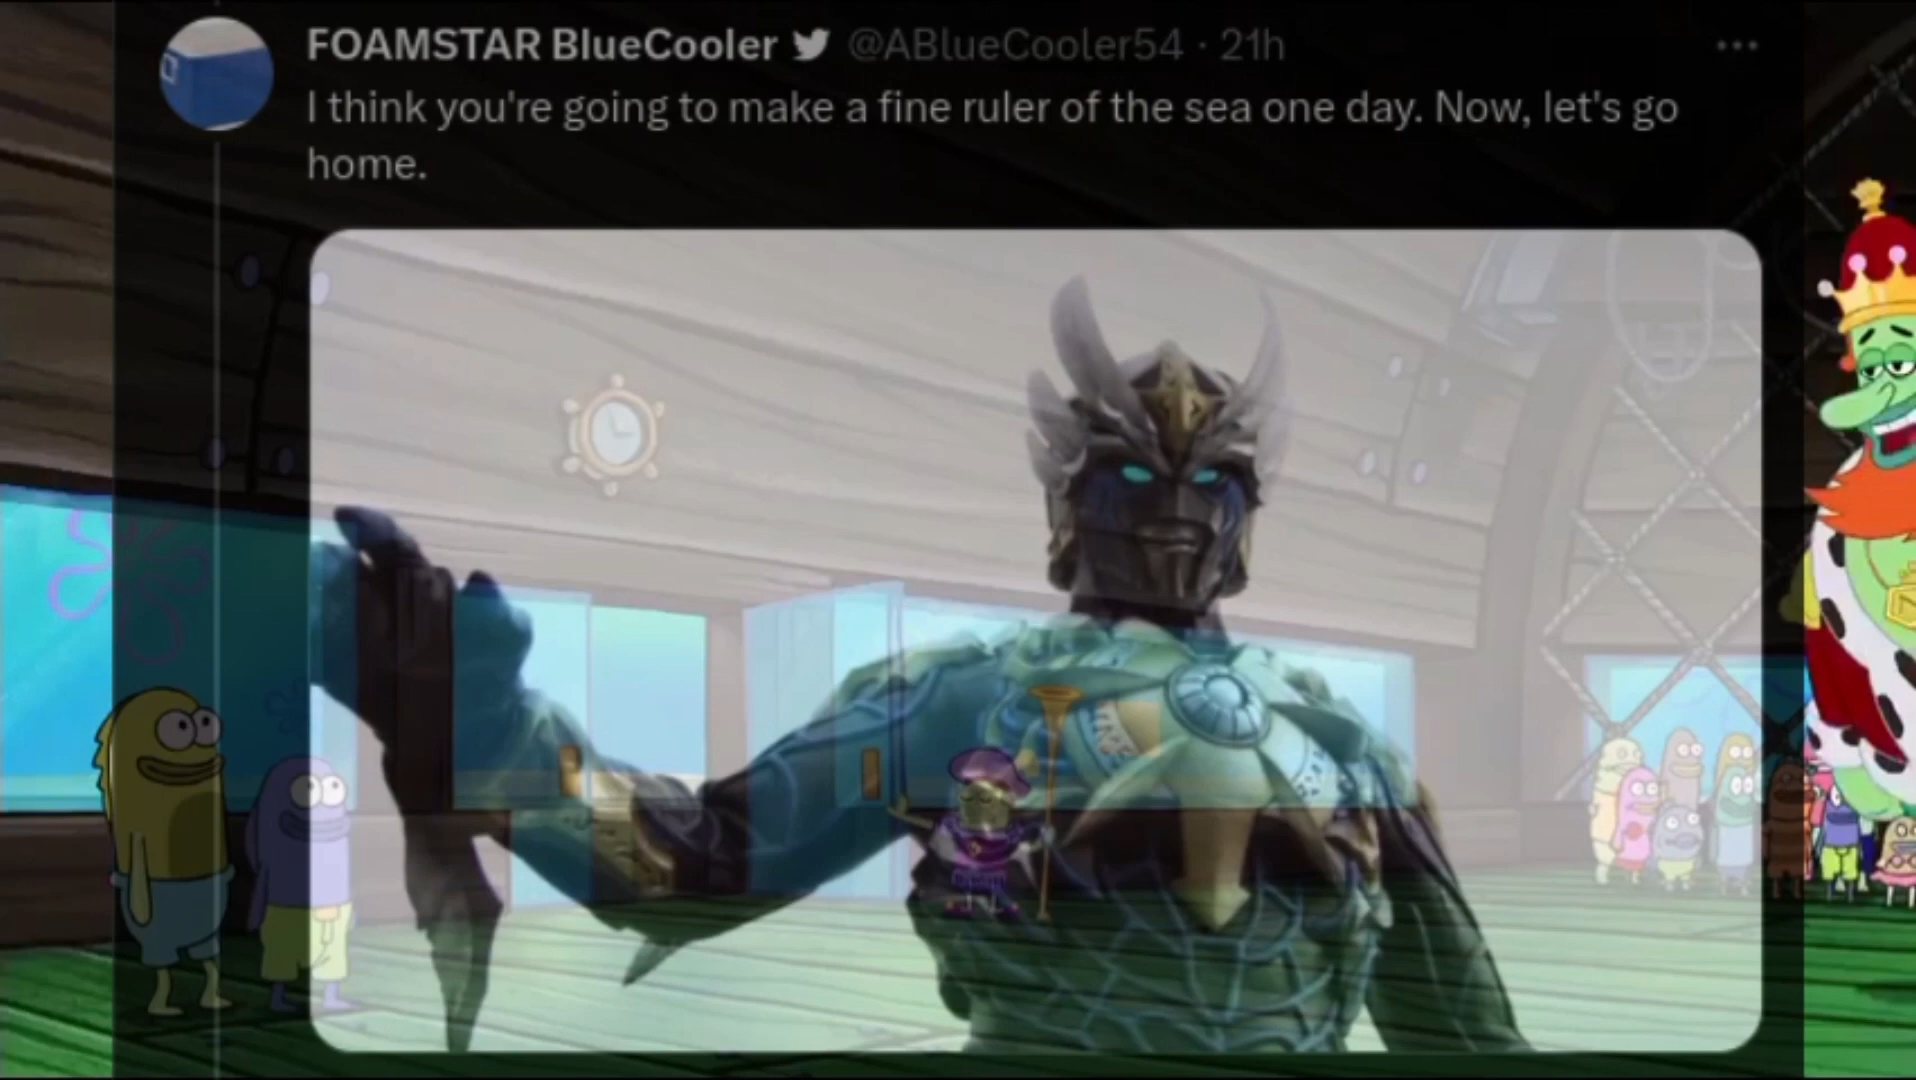 FOAMSTAR BlueCooler @ABlueCooler54 · 21h
I think you're going to make a fine ruler of the sea one day. Now, let's go
home.